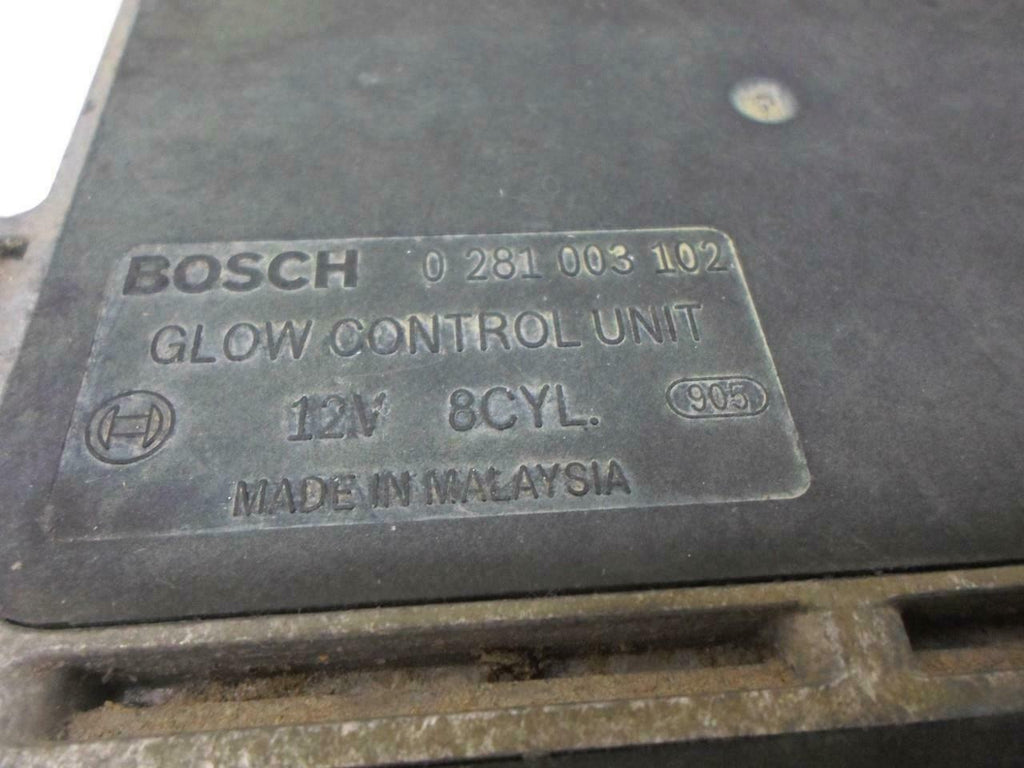 BOSCH 0 281 003 102
GLOW CONTROL UNIT
12V 8CYL. 905
MADE IN MALAYSIA